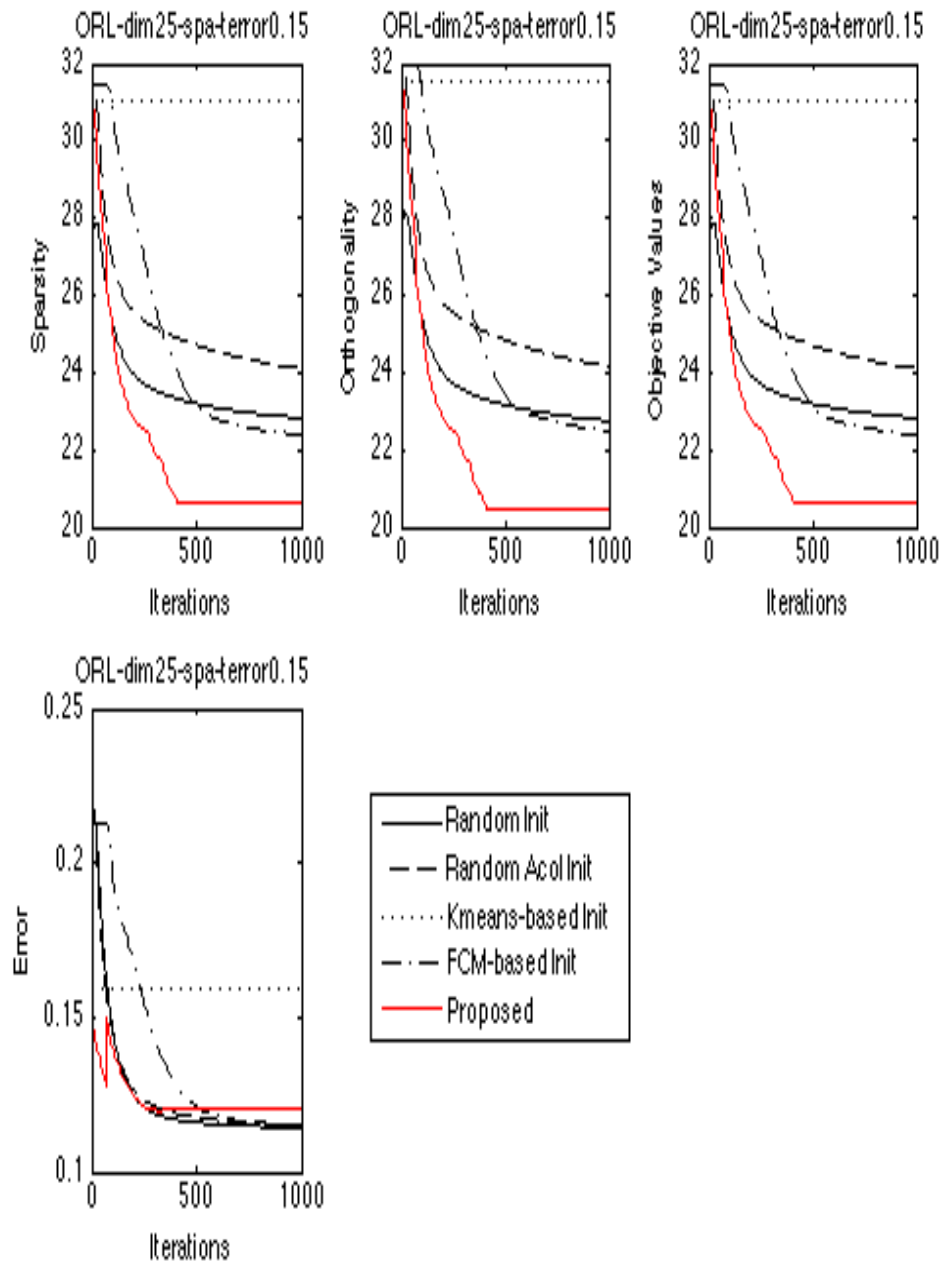 ORL-dim25-spa-terror0.15
32
30
28
26
24
22
20
Sparsity
0
500
1000
Iterations
ORL-dim25-spa-terror0.15
32
30
28
26
24
22
20
Orthogonality
0
500
1000
Iterations
ORL-dim25-spa-terror0.15
32
30
28
26
24
22
20
Objective Values
0
500
1000
Iterations
ORL-dim25-spa-terror0.15
0.25
0.2
0.15
0.1
Error
0
500
1000
Iterations
Random Init
Random Acol Init
Kmeans-based Init
FCM-based Init
Proposed